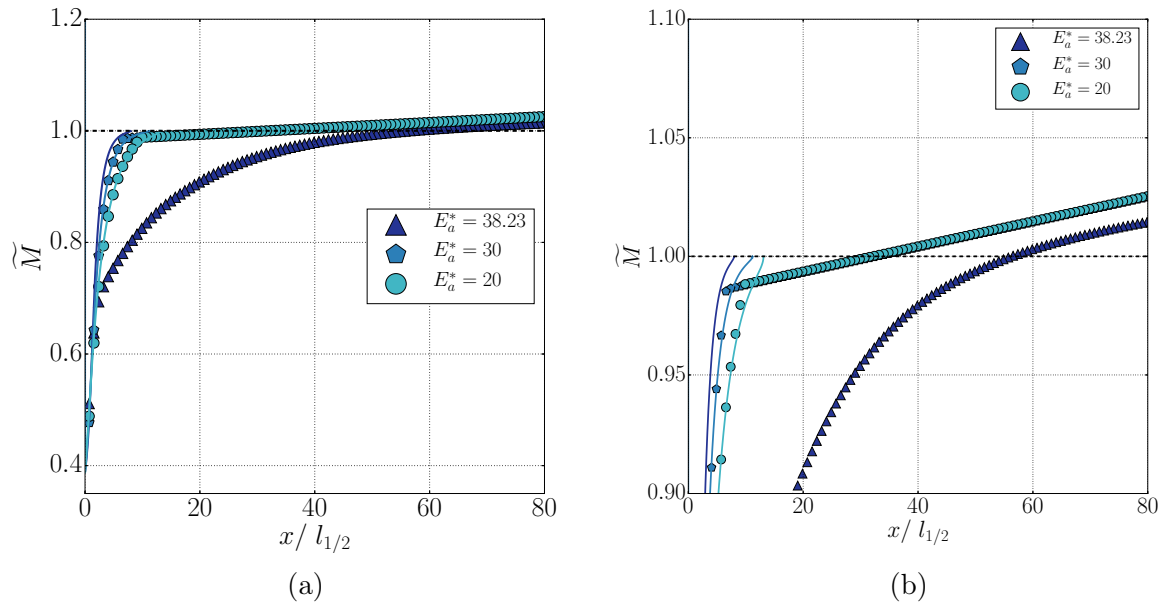 1.2
1.0
0.8
0.6
0.4
M̃
E*ₐ = 38.23
E*ₐ = 30
E*ₐ = 20
0 20 40 60 80
x/ l₁/₂
(a)
1.10
1.05
1.00
0.95
0.90
M̃
E*ₐ = 38.23
E*ₐ = 30
E*ₐ = 20
0 20 40 60 80
x/ l₁/₂
(b)